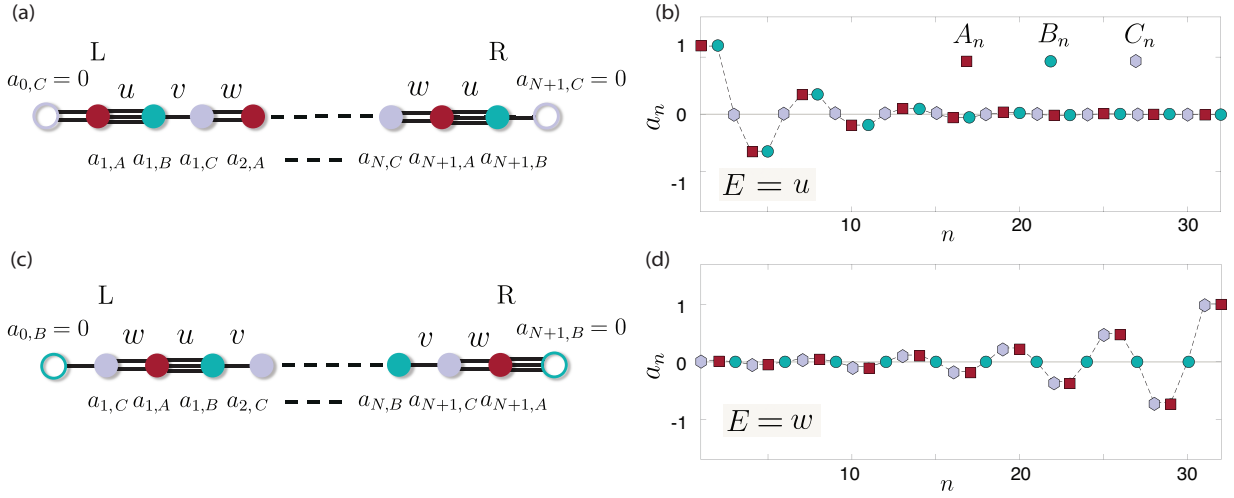 (a)
L
R
a_{0,C} = 0
u
v
w
w
u
a_{N+1,C} = 0
a_{1,A} a_{1,B} a_{1,C} a_{2,A}
a_{N,C} a_{N+1,A} a_{N+1,B}
(b)
A_n B_n C_n
1
0
-1
a_n
E = u
10 20 30
n
(c)
L
R
a_{0,B} = 0
w
u
v
v
w
a_{N+1,B} = 0
a_{1,C} a_{1,A} a_{1,B} a_{2,C}
a_{N,B} a_{N+1,C} a_{N+1,A}
(d)
1
0
-1
a_n
E = w
10 20 30
n